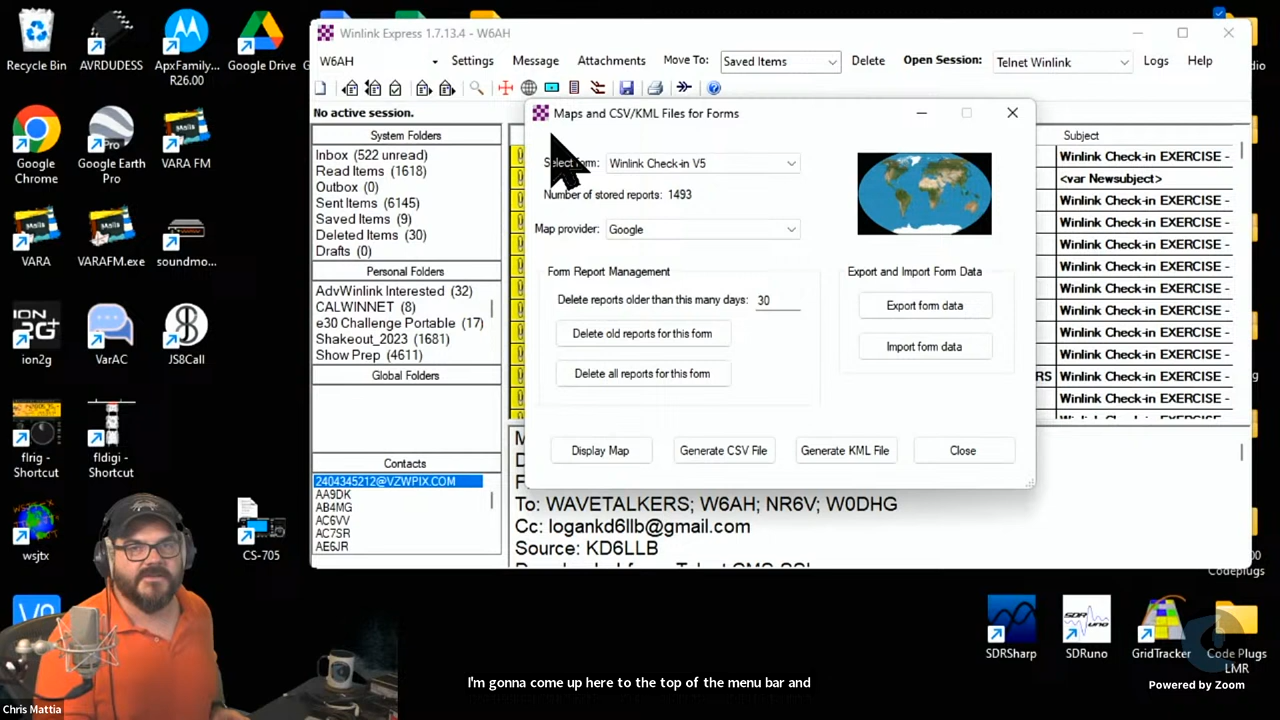 Winlink Express 1.7.13.4 - W6AH
W6AH
Settings
Message
Attachments
Move To:
Saved Items
Delete
Open Session:
Telnet Winlink
Logs
Help
No active session.
System Folders
Inbox (522 unread)
Read Items (1618)
Outbox (0)
Sent Items (6145)
Saved Items (9)
Deleted Items (30)
Drafts (0)
Personal Folders
AdvWinlink Interested (32)
CALWINNET (8)
e30 Challenge Portable (17)
Shakeout_2023 (1681)
Show Prep (4611)
Global Folders
Contacts
2404345212@VZWPIX.COM
AA9DK
AB4MG
AC6VV
AC7SR
AE6JR
Maps and CSV/KML Files for Forms
Select form:
Winlink Check-in V5
Number of stored reports: 1493
Map provider:
Google
Form Report Management
Delete reports older than this many days: 30
Delete old reports for this form
Delete all reports for this form
Export and Import Form Data
Export form data
Import form data
Display Map
Generate CSV File
Generate KML File
Close
Subject
Winlink Check-in EXERCISE -
<var Newsubject>
Winlink Check-in EXERCISE -
Winlink Check-in EXERCISE -
Winlink Check-in EXERCISE -
Winlink Check-in EXERCISE -
Winlink Check-in EXERCISE -
Winlink Check-in EXERCISE -
Winlink Check-in EXERCISE -
Winlink Check-in EXERCISE -
RS
Winlink Check-in EXERCISE -
Winlink Check-in EXERCISE -
To: WAVETALKERS; W6AH; NR6V; W0DHG
Cc: logankd6llb@gmail.com
Source: KD6LLB
Recycle Bin
AVRDUDESS
ApxFamily...
R26.00
Google Drive
Google
Chrome
Google Earth
Pro
VARA FM
VARA
VARAFM.exe
soundmo...
ion2g
VarAC
JS8Call
flrig -
Shortcut
fldigi -
Shortcut
wsjtx
CS-705
SDRSharp
SDRuno
GridTracker
Code Plugs
LMR
Codeplugs
I'm gonna come up here to the top of the menu bar and
Chris Mattia
Powered by Zoom